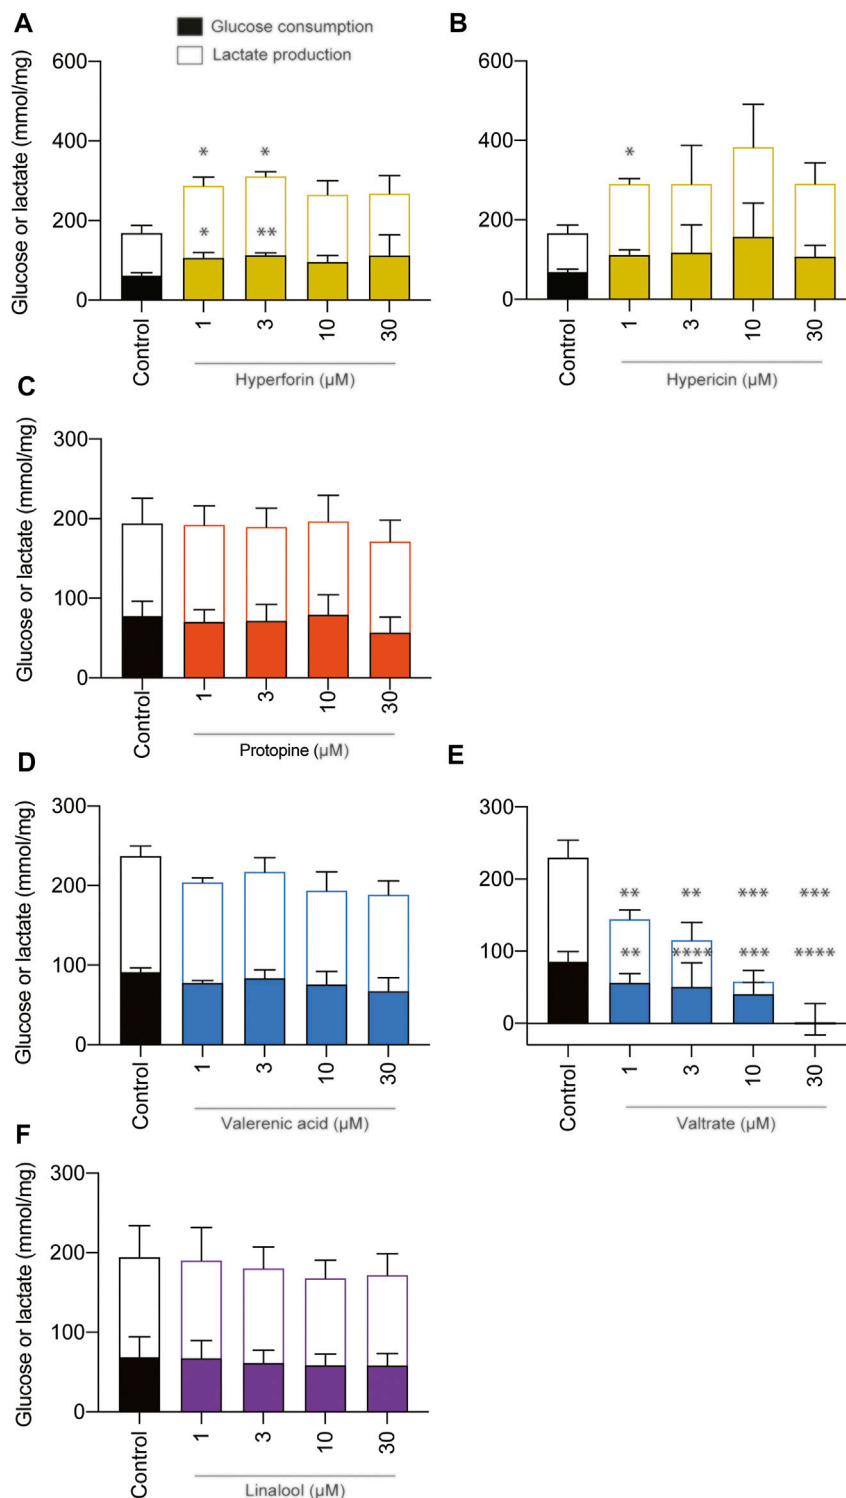 A
Glucose consumption
Lactate production
Glucose or lactate (mmol/mg)
600
400
200
0
*
*
*
**
Control
1
3
10
30
Hyperforin (µM)
B
600
400
200
0
*
Control
1
3
10
30
Hypericin (µM)
C
Glucose or lactate (mmol/mg)
300
200
100
0
Control
1
3
10
30
Protopine (µM)
D
Glucose or lactate (mmol/mg)
300
200
100
0
Control
1
3
10
30
Valerenic acid (µM)
E
300
200
100
0
**
**
***
***
**
****
***
****
Control
1
3
10
30
Valtrate (µM)
F
Glucose or lactate (mmol/mg)
300
200
100
0
Control
1
3
10
30
Linalool (µM)